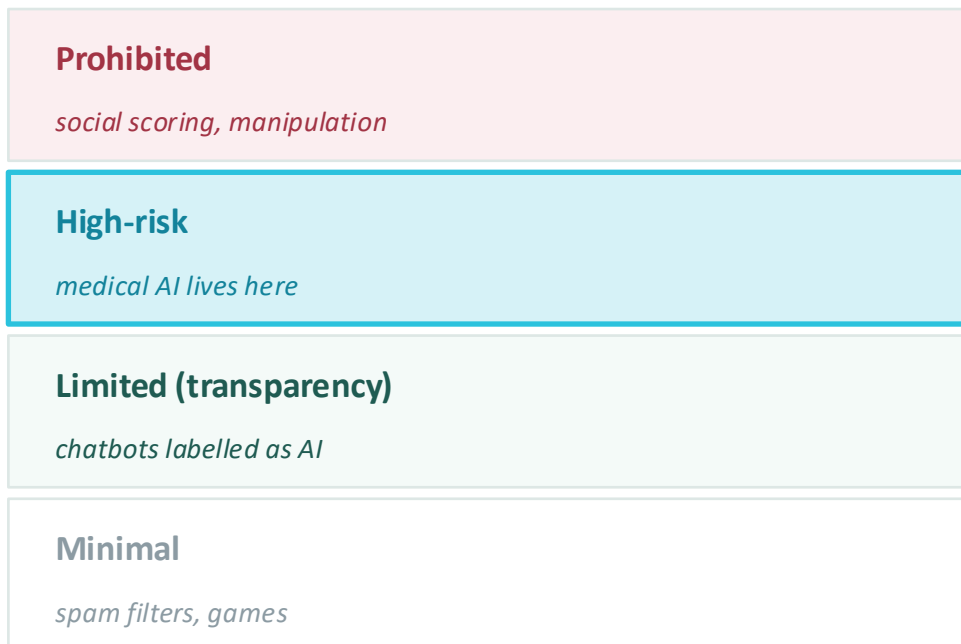 Prohibited
social scoring, manipulation
High-risk
medical AI lives here
Limited (transparency)
chatbots labelled as AI
Minimal
spam filters, games